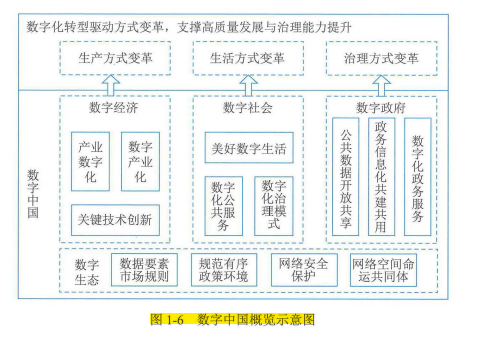 数字化转型驱动方式变革，支撑高质量发展与治理能力提升
生产方式变革
生活方式变革
治理方式变革
数字中国
数字经济
产业
数字
化
数字
产业
化
关键技术创新
数字社会
美好数字生活
数字
化公
共服
务
数字
化治
理模
式
数字政府
公共数据开放共享
政务信息化共建共用
数字化政务服务
数字
生态
数据要素
市场规则
规范有序
政策环境
网络安全
保护
网络空间命
运共同体
图 1-6 数字中国概览示意图